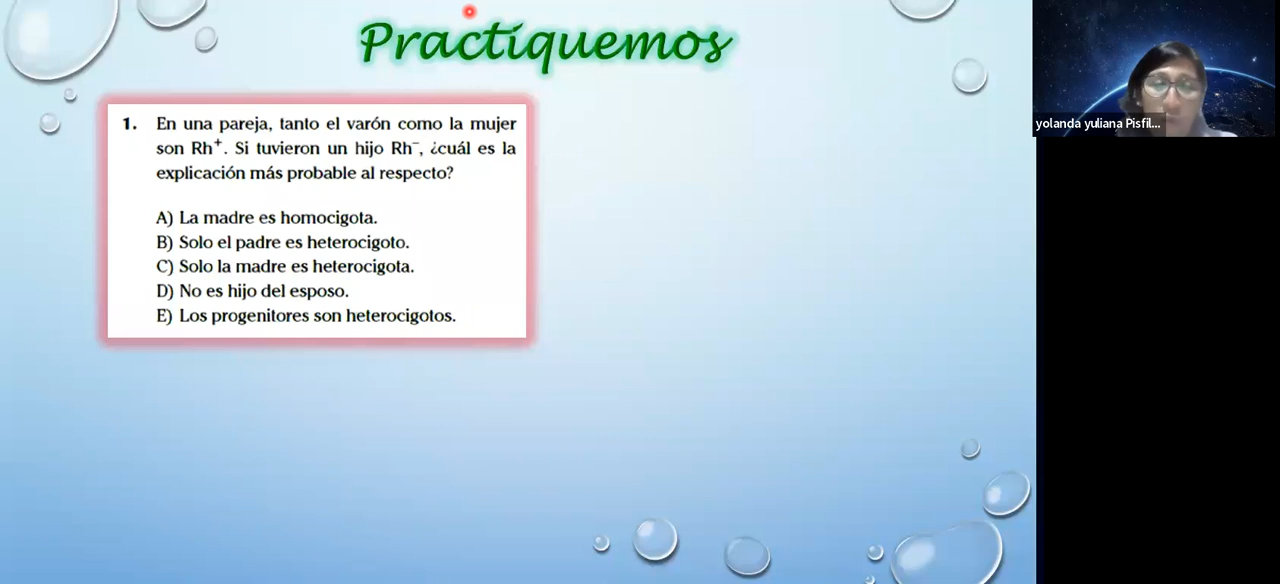 Practiquemos
yolanda yuliana Pisfil...
1. En una pareja, tanto el varón como la mujer
son Rh⁺. Si tuvieron un hijo Rh⁻, ¿cuál es la
explicación más probable al respecto?
A) La madre es homocigota.
B) Solo el padre es heterocigoto.
C) Solo la madre es heterocigota.
D) No es hijo del esposo.
E) Los progenitores son heterocigotos.